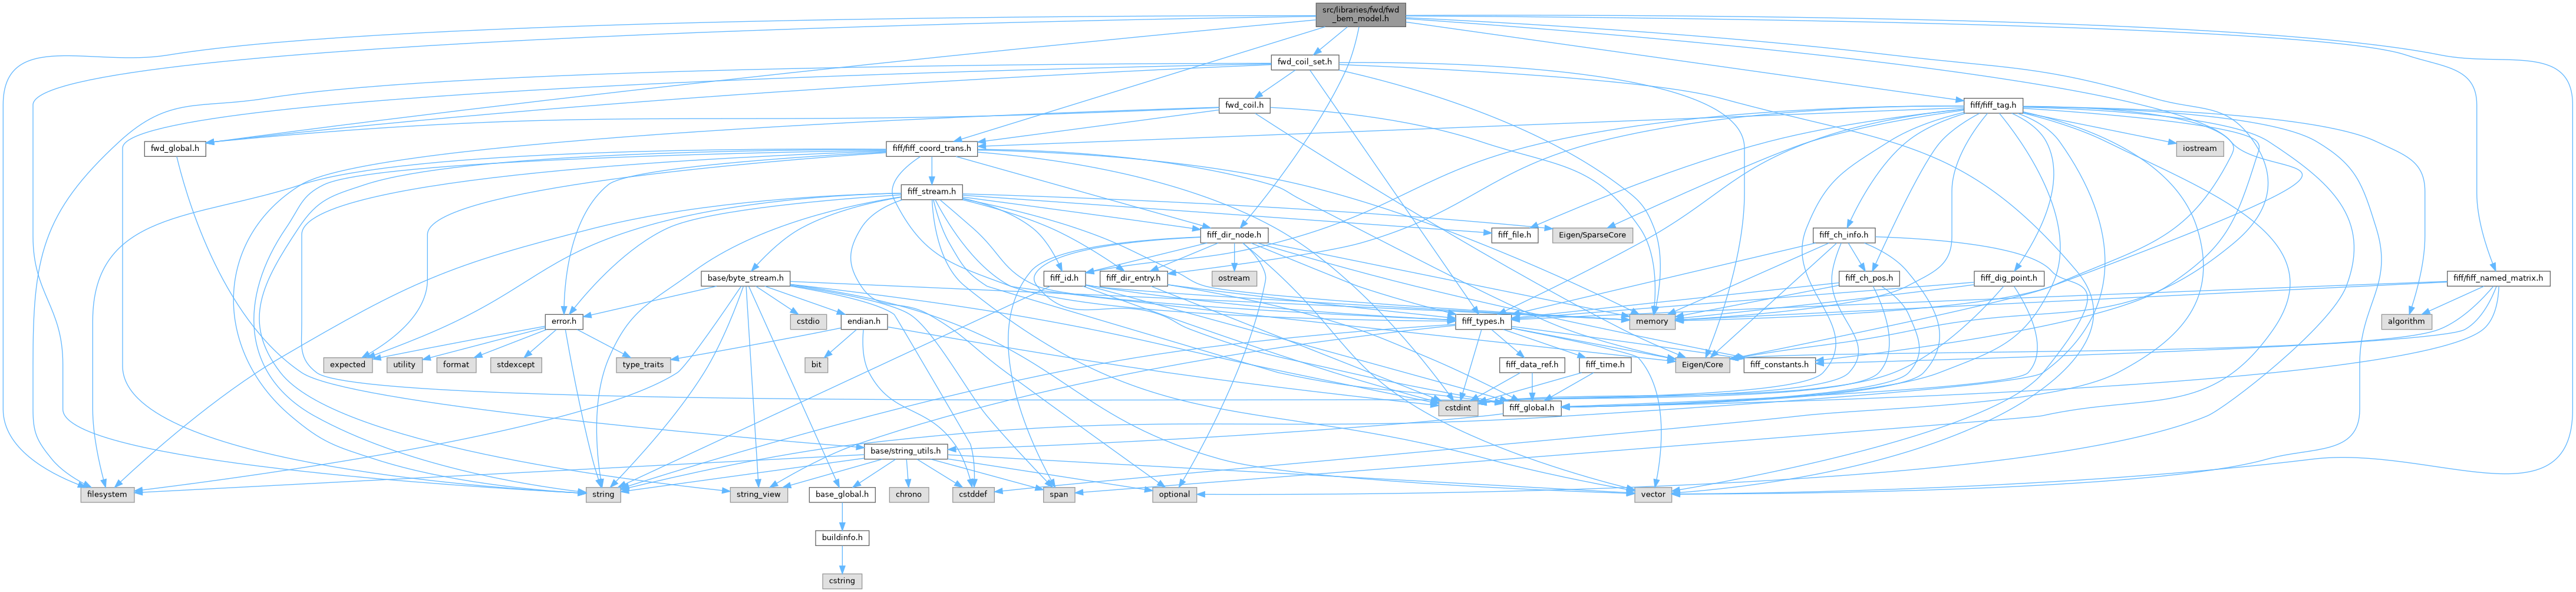 src/libraries/fwd/fwd
_bem_model.h
fwd_coil_set.h
fwd_coil.h
fiff/fiff_tag.h
fwd_global.h
fiff/fiff_coord_trans.h
iostream
fiff_stream.h
fiff_dir_node.h
fiff_file.h
Eigen/SparseCore
fiff_ch_info.h
base/byte_stream.h
fiff_id.h
fiff_dir_entry.h
ostream
fiff_ch_pos.h
fiff_dig_point.h
fiff/fiff_named_matrix.h
error.h
cstdio
endian.h
fiff_types.h
memory
algorithm
expected
utility
format
stdexcept
type_traits
bit
fiff_data_ref.h
fiff_time.h
Eigen/Core
fiff_constants.h
cstdint
fiff_global.h
base/string_utils.h
filesystem
string
string_view
base_global.h
chrono
cstddef
span
optional
vector
buildinfo.h
cstring